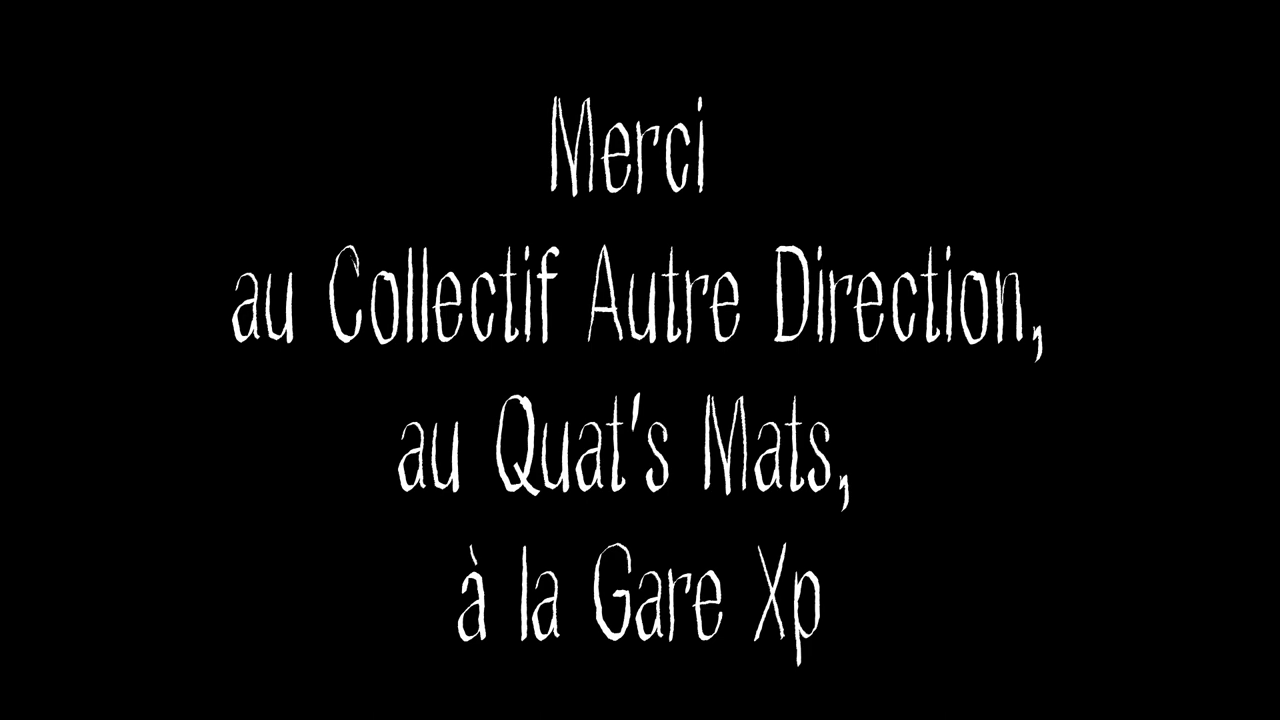 Merci
au Collectif Autre Direction,
au Quat's Mats,
à la Gare Xp